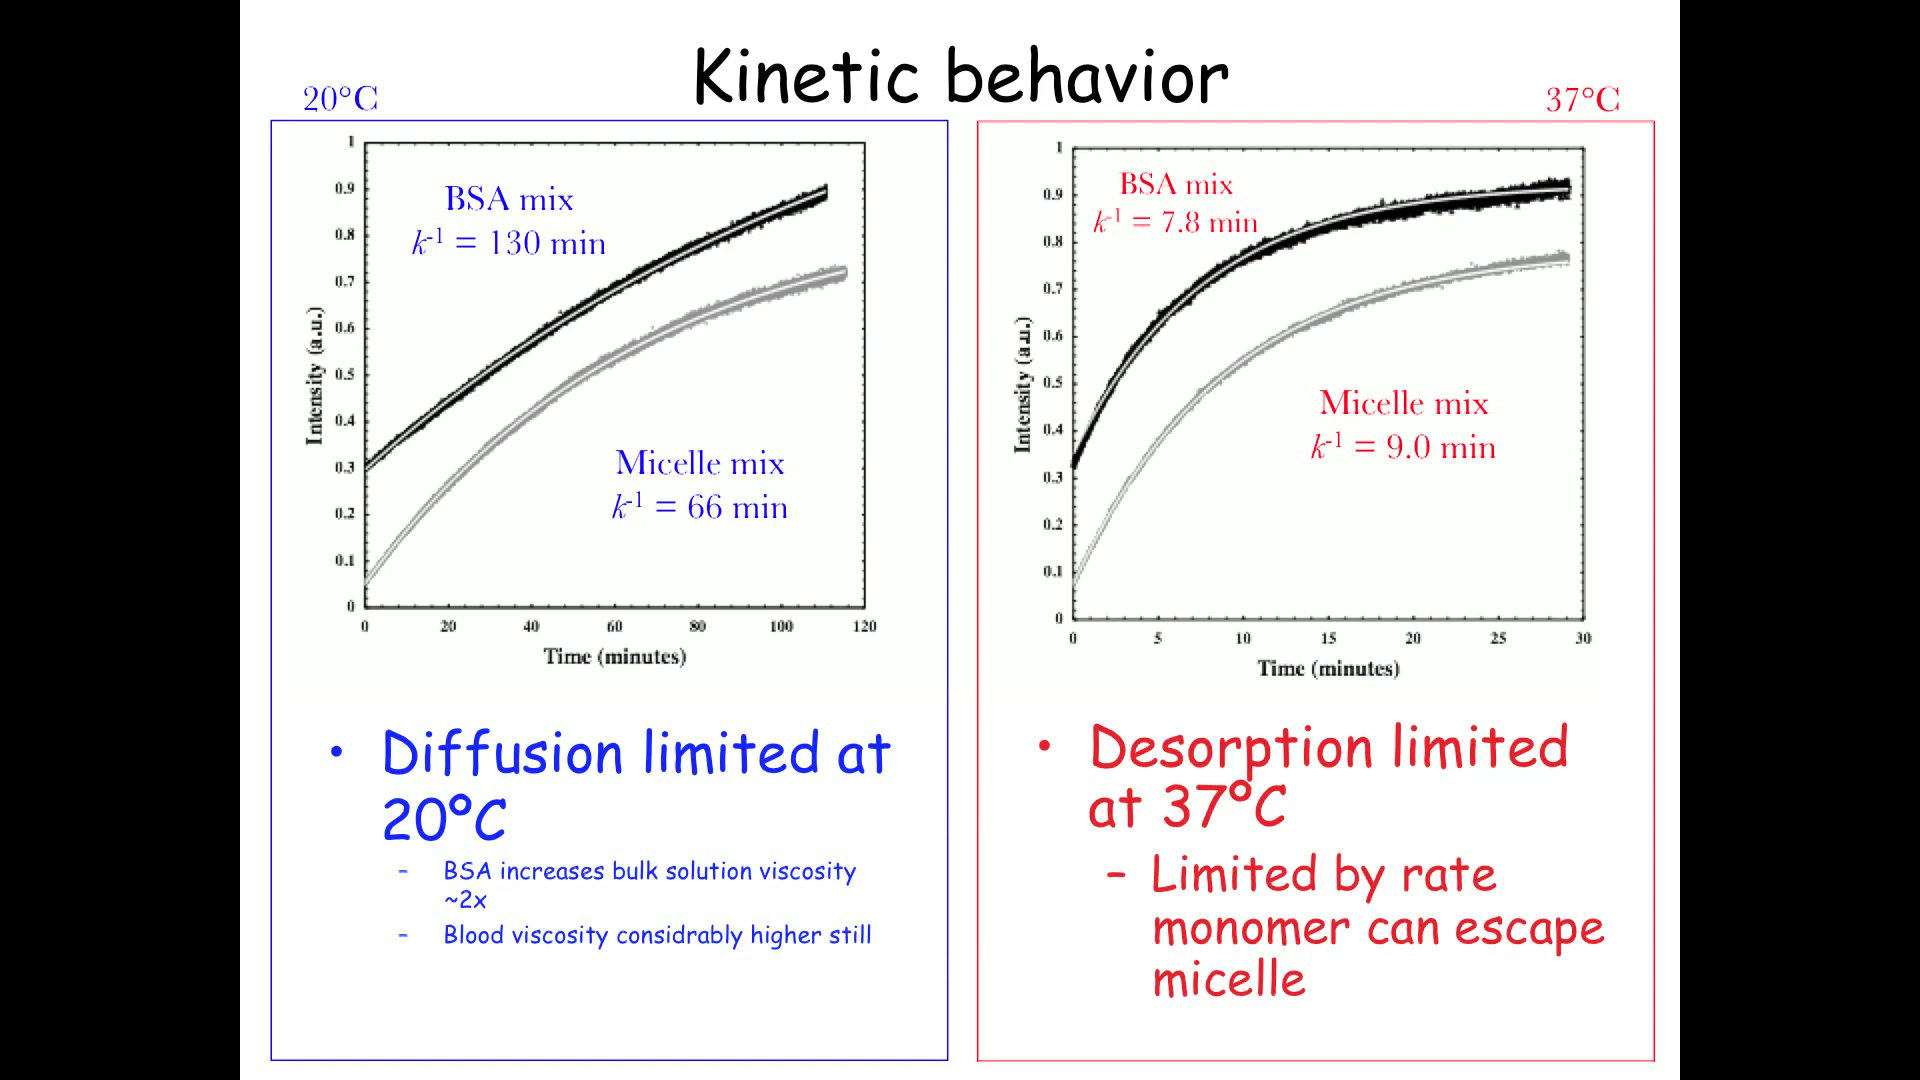 Kinetic behavior
20°C
37°C
BSA mix
k⁻¹ = 130 min
Micelle mix
k⁻¹ = 66 min
Intensity (a.u.)
1
0.9
0.8
0.7
0.6
0.5
0.4
0.3
0.2
0.1
0
0 20 40 60 80 100 120
Time (minutes)
• Diffusion limited at
20°C
– BSA increases bulk solution viscosity
~2x
– Blood viscosity considrably higher still
BSA mix
k⁻¹ = 7.8 min
Micelle mix
k⁻¹ = 9.0 min
Intensity (a.u.)
1
0.9
0.8
0.7
0.6
0.5
0.4
0.3
0.2
0.1
0
0 5 10 15 20 25 30
Time (minutes)
• Desorption limited
at 37°C
– Limited by rate
monomer can escape
micelle